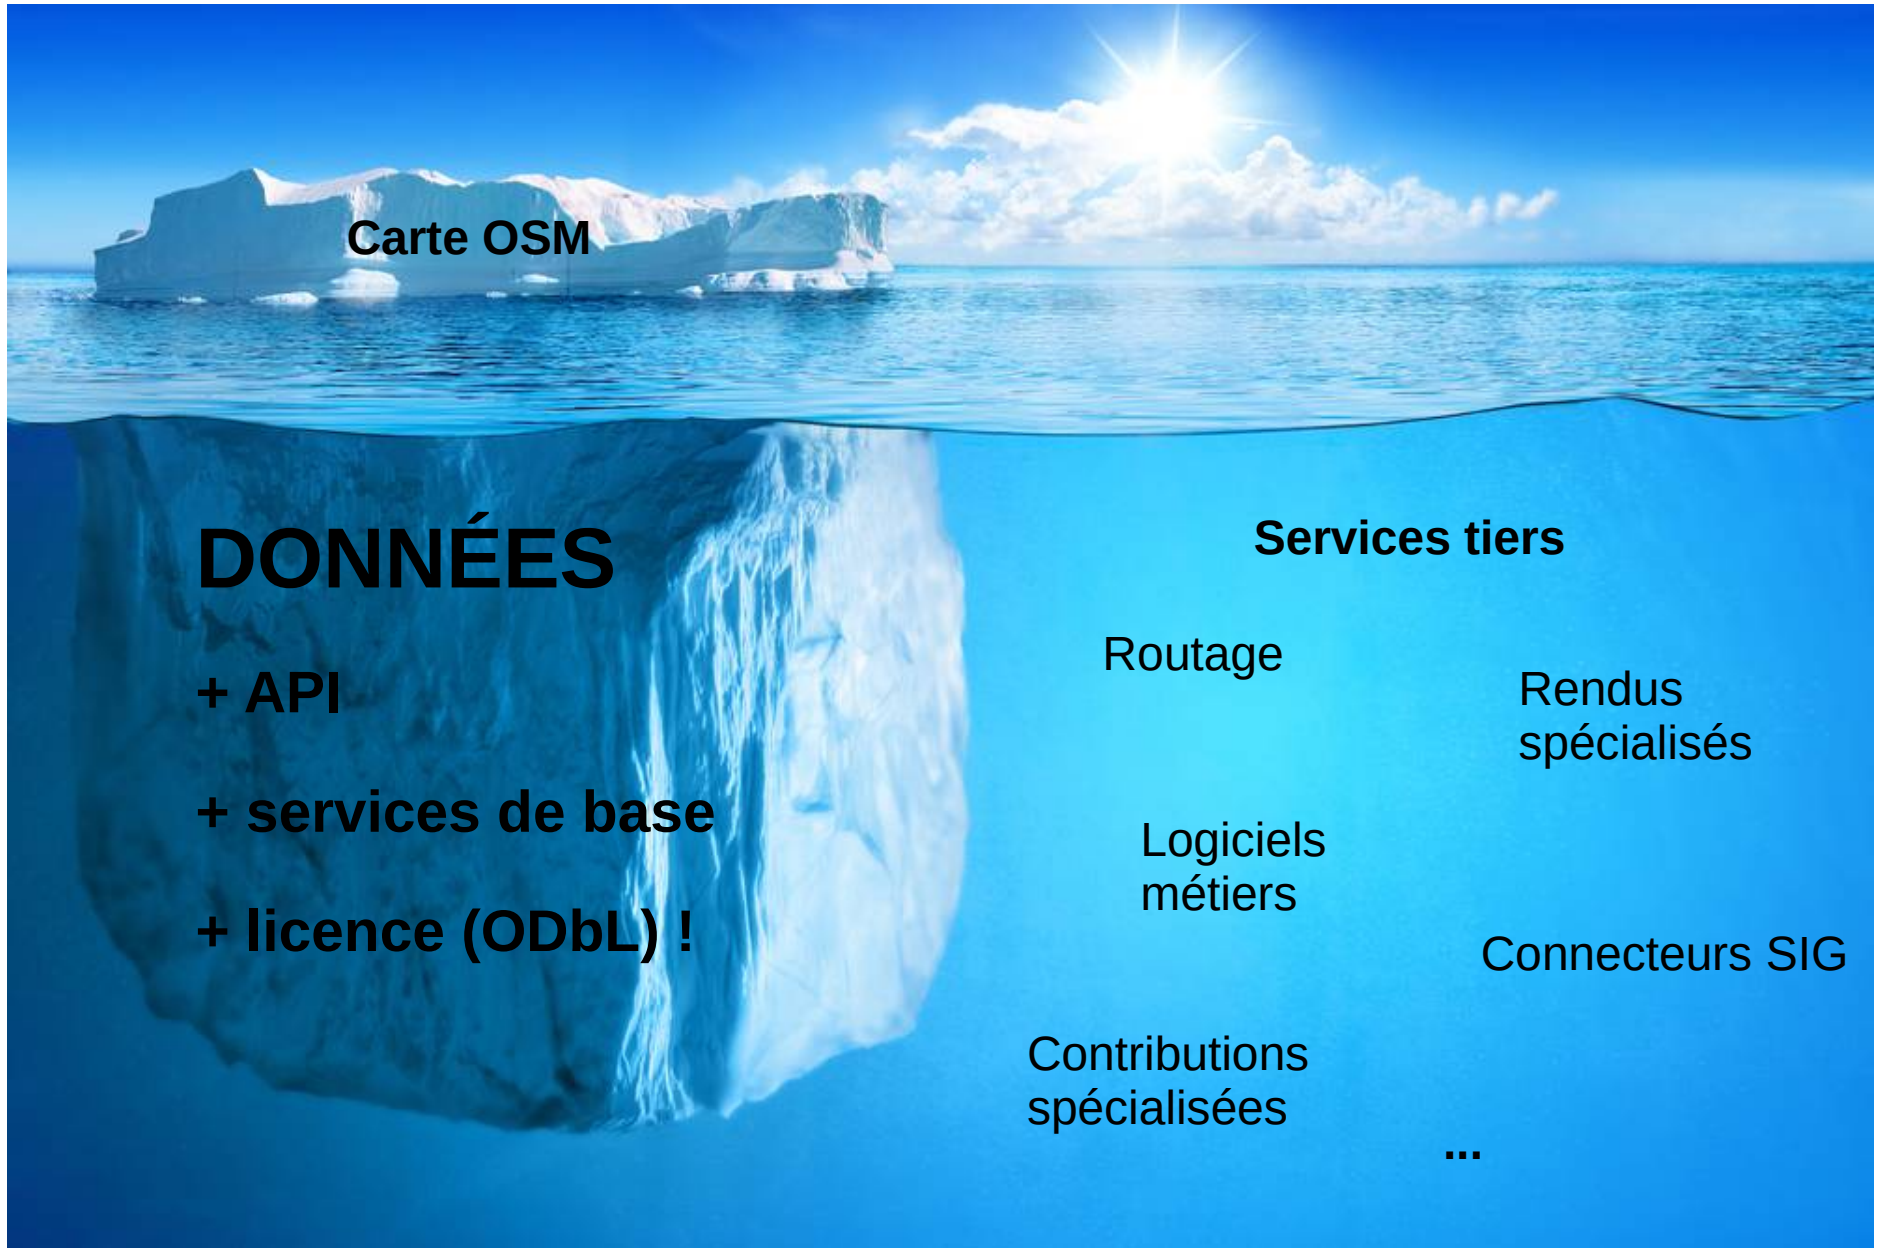 Carte OSM
DONNÉES
+ API
+ services de base
+ licence (ODbL) !
Services tiers
Routage
Rendus
spécialisés
Logiciels
métiers
Connecteurs SIG
Contributions
spécialisées
...